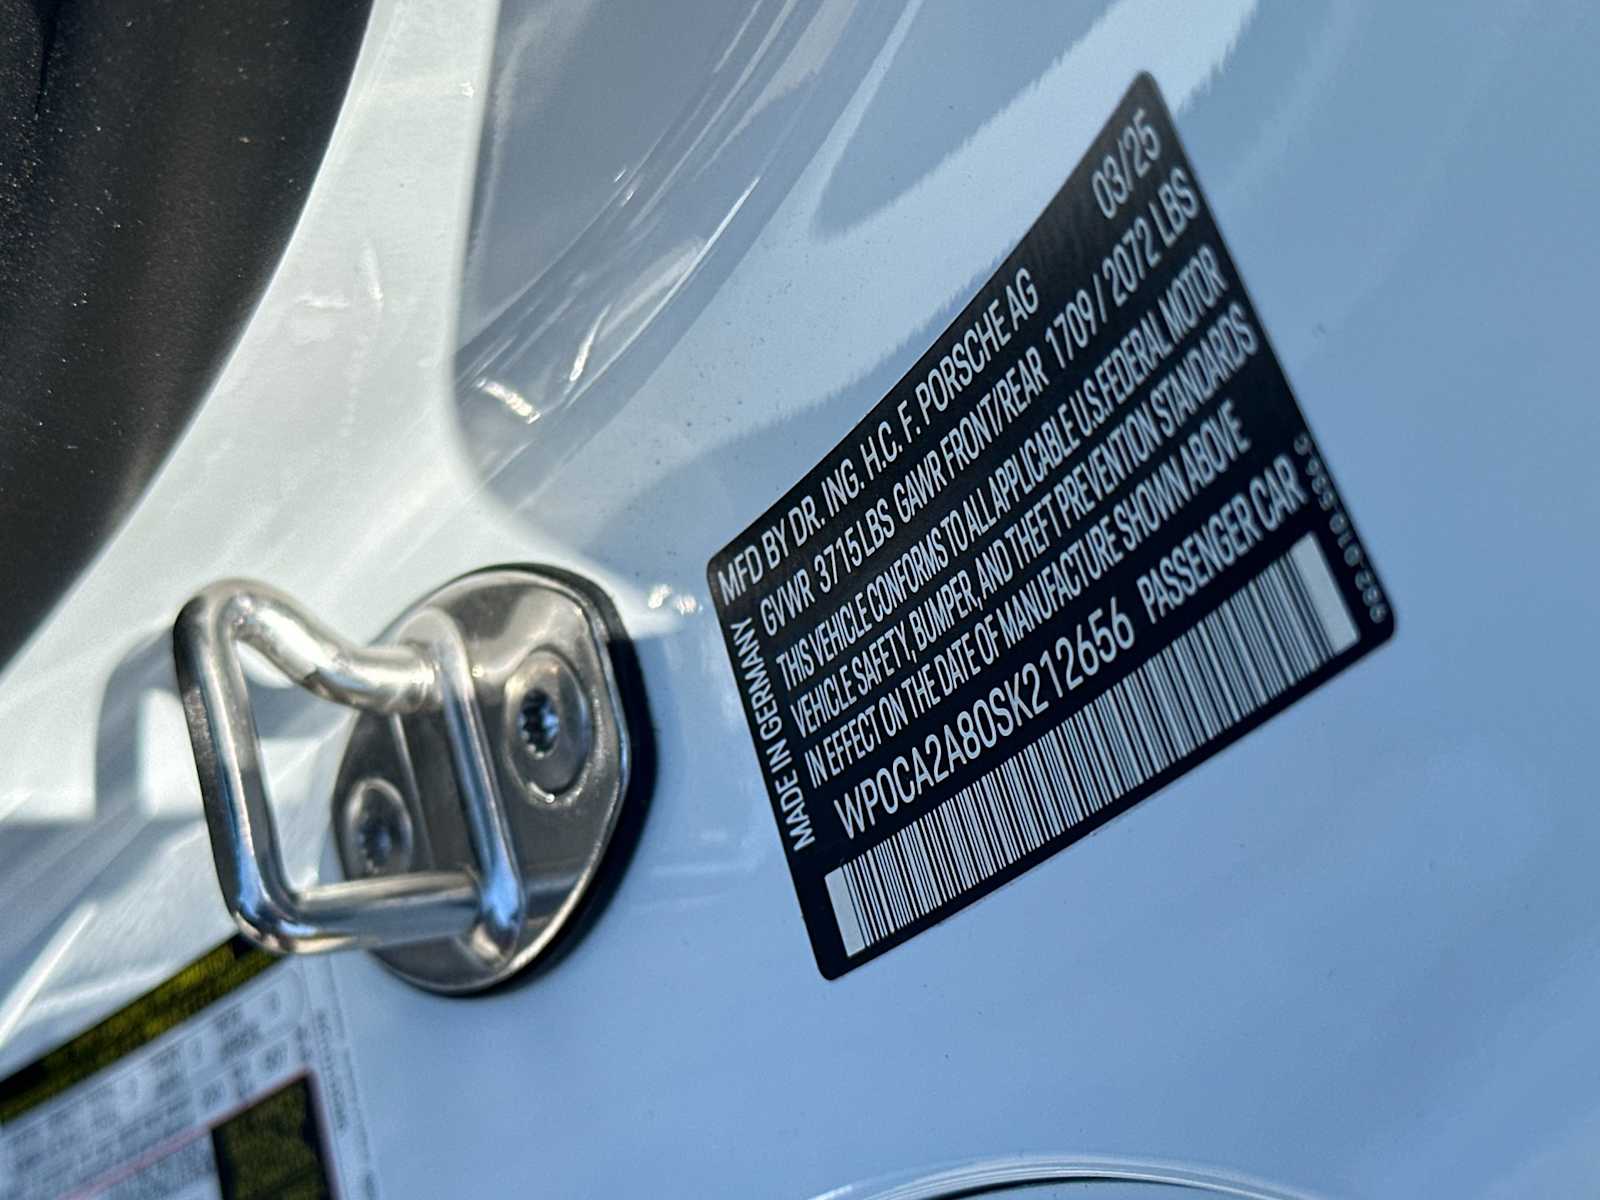 MFD BY DR. ING. H.C. F. PORSCHE AG 03/25
GVWR 3715 LBS GAWR FRONT/REAR 1709 / 2072 LBS
THIS VEHICLE CONFORMS TO ALL APPLICABLE U.S.FEDERAL MOTOR
VEHICLE SAFETY, BUMPER, AND THEFT PREVENTION STANDARDS
IN EFFECT ON THE DATE OF MANUFACTURE SHOWN ABOVE
WP0CA2A80SK212656 PASSENGER CAR
MADE IN GERMANY